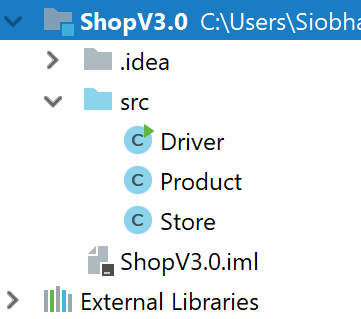 ShopV3.0 C:\Users\Siobha
.idea
src
C Driver
C Product
C Store
ShopV3.0.iml
External Libraries